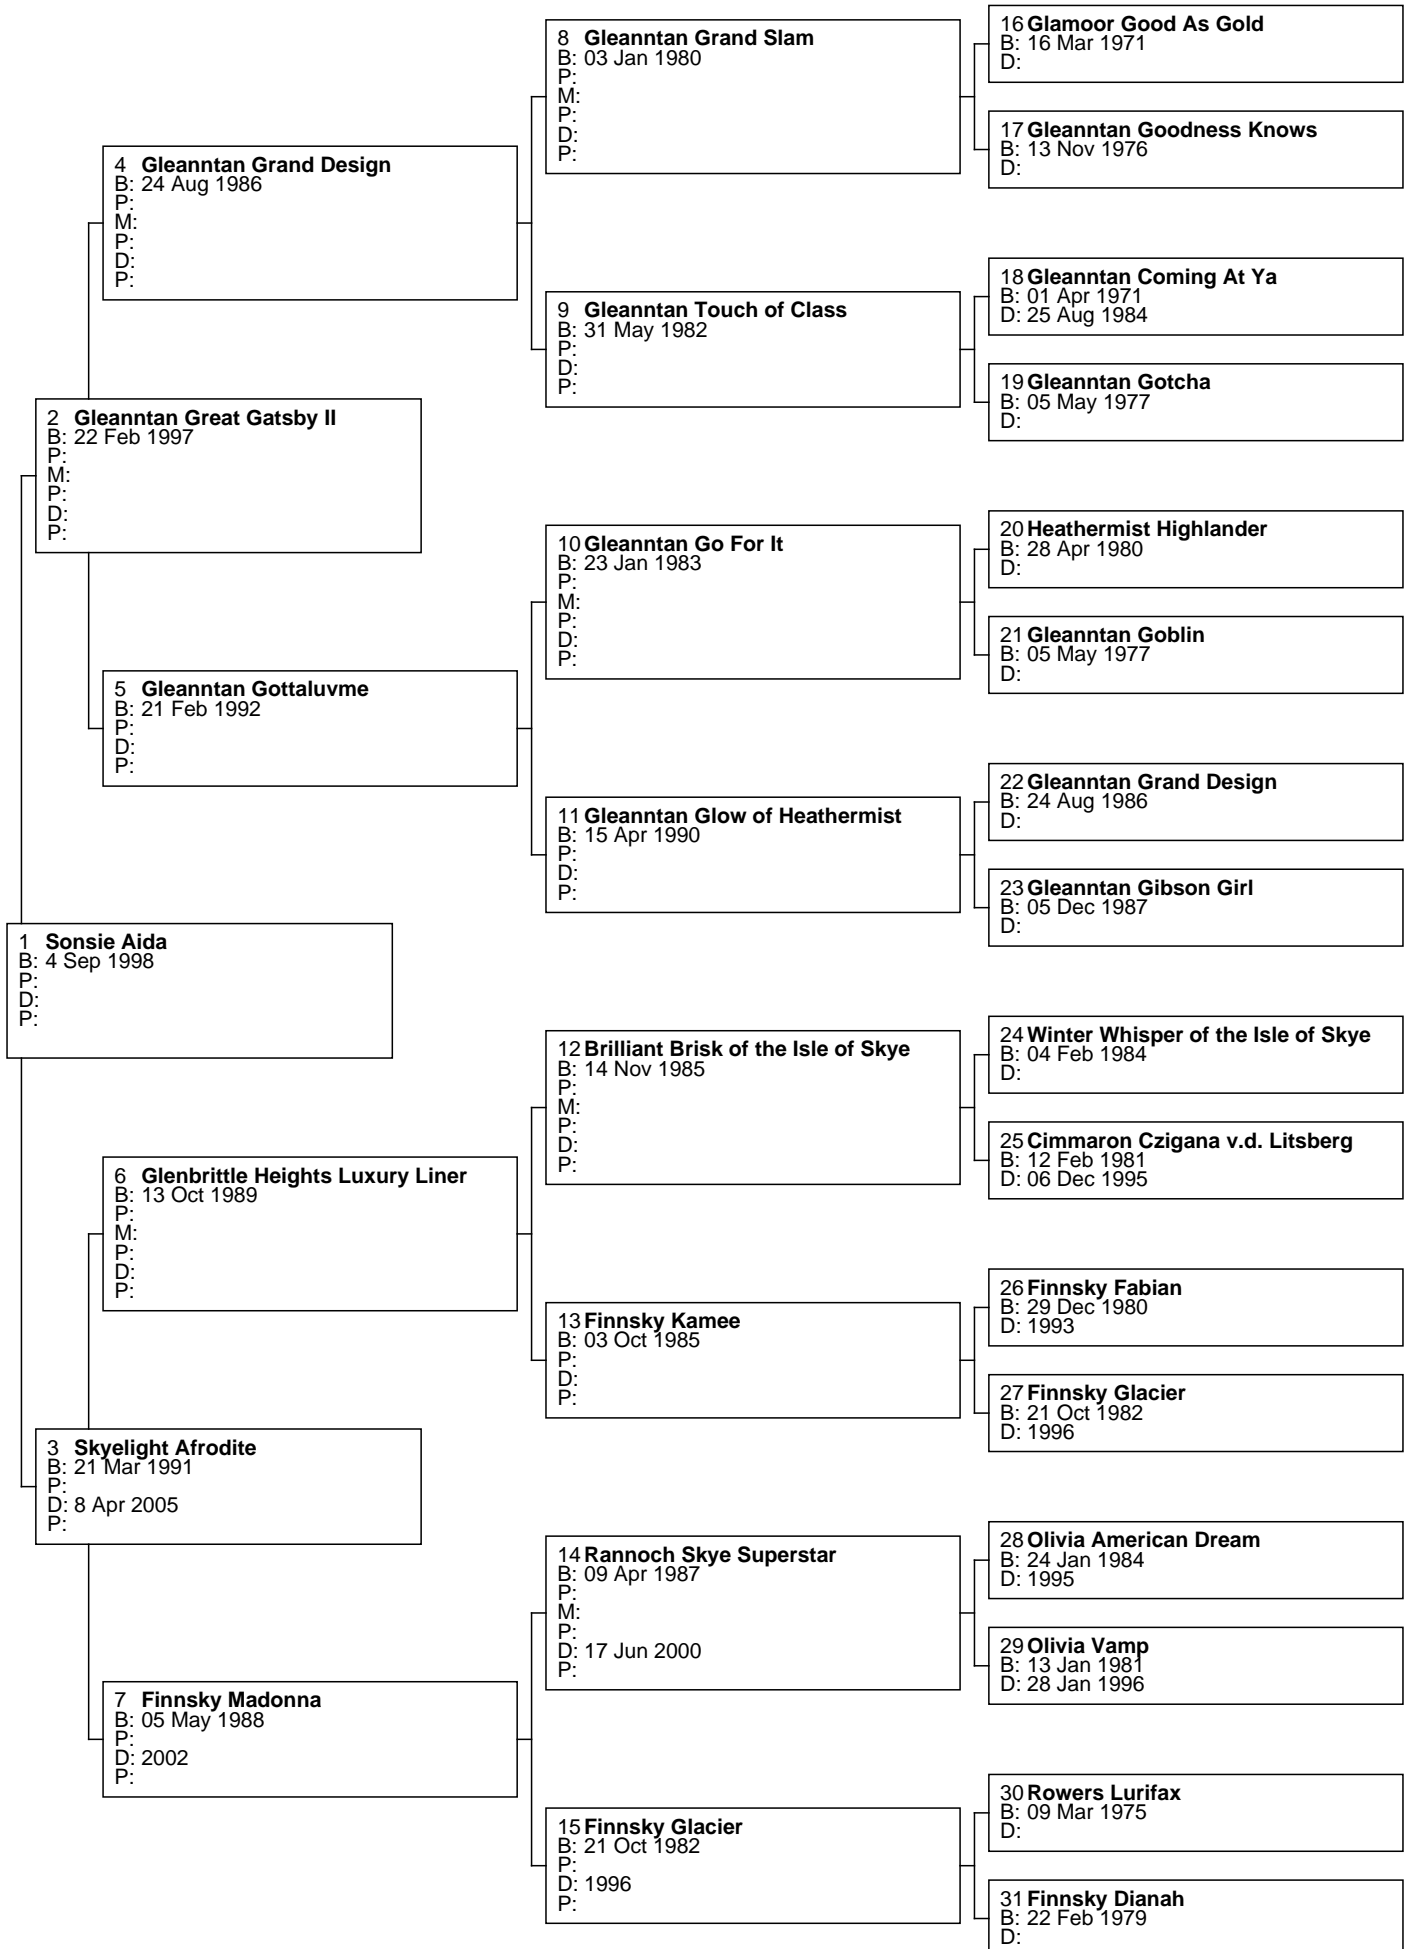 16 Glamoor Good As Gold
B: 16 Mar 1971
D:
8 Gleanntan Grand Slam
B: 03 Jan 1980
P:
M:
P:
D:
P:
17 Gleanntan Goodness Knows
B: 13 Nov 1976
D:
4 Gleanntan Grand Design
B: 24 Aug 1986
P:
M:
P:
D:
P:
18 Gleanntan Coming At Ya
B: 01 Apr 1971
D: 25 Aug 1984
9 Gleanntan Touch of Class
B: 31 May 1982
P:
D:
P:
19 Gleanntan Gotcha
B: 05 May 1977
D:
2 Gleanntan Great Gatsby II
B: 22 Feb 1997
P:
M:
P:
D:
P:
20 Heathermist Highlander
B: 28 Apr 1980
D:
10 Gleanntan Go For It
B: 23 Jan 1983
P:
M:
P:
D:
P:
21 Gleanntan Goblin
B: 05 May 1977
D:
5 Gleanntan Gottaluvme
B: 21 Feb 1992
P:
D:
P:
22 Gleanntan Grand Design
B: 24 Aug 1986
D:
11 Gleanntan Glow of Heathermist
B: 15 Apr 1990
P:
D:
P:
23 Gleanntan Gibson Girl
B: 05 Dec 1987
D:
1 Sonsie Aida
B: 4 Sep 1998
P:
D:
P:
24 Winter Whisper of the Isle of Skye
B: 04 Feb 1984
D:
12 Brilliant Brisk of the Isle of Skye
B: 14 Nov 1985
P:
M:
P:
D:
P:
25 Cimmaron Czigana v.d. Litsberg
B: 12 Feb 1981
D: 06 Dec 1995
6 Glenbrittle Heights Luxury Liner
B: 13 Oct 1989
P:
M:
P:
D:
P:
26 Finnsky Fabian
B: 29 Dec 1980
D: 1993
13 Finnsky Kamee
B: 03 Oct 1985
P:
D:
P:
27 Finnsky Glacier
B: 21 Oct 1982
D: 1996
3 Skyelight Afrodite
B: 21 Mar 1991
P:
D: 8 Apr 2005
P:
28 Olivia American Dream
B: 24 Jan 1984
D: 1995
14 Rannoch Skye Superstar
B: 09 Apr 1987
P:
M:
P:
D: 17 Jun 2000
P:
29 Olivia Vamp
B: 13 Jan 1981
D: 28 Jan 1996
7 Finnsky Madonna
B: 05 May 1988
P:
D: 2002
P:
30 Rowers Lurifax
B: 09 Mar 1975
D:
15 Finnsky Glacier
B: 21 Oct 1982
P:
D: 1996
P:
31 Finnsky Dianah
B: 22 Feb 1979
D: